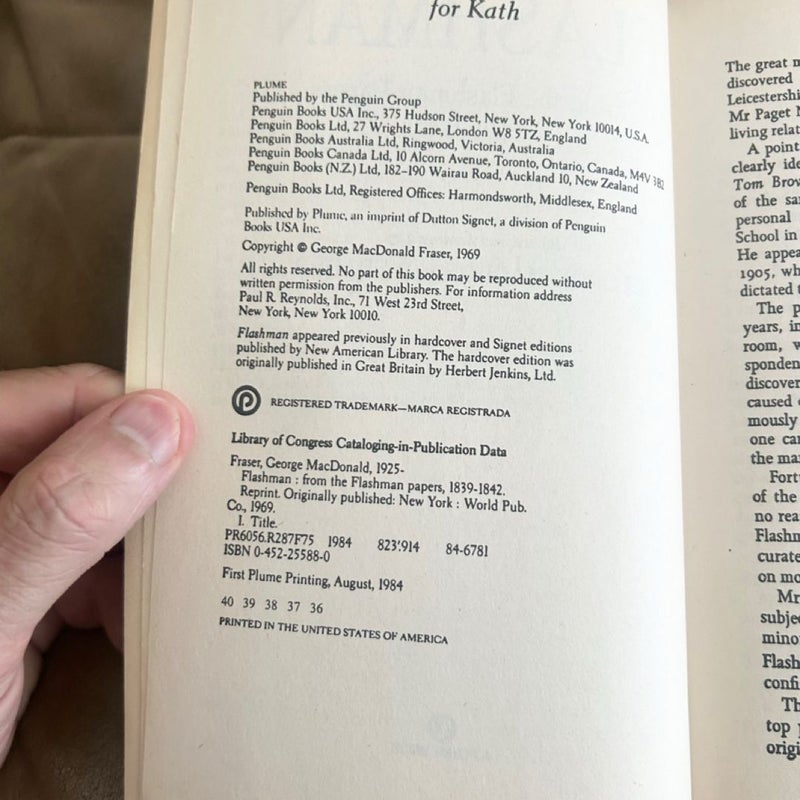 for Kath
PLUME
Published by the Penguin Group
Penguin Books USA Inc., 375 Hudson Street, New York, New York 10014, U.S.A.
Penguin Books Ltd, 27 Wrights Lane, London W8 5TZ, England
Penguin Books Australia Ltd, Ringwood, Victoria, Australia
Penguin Books Canada Ltd, 10 Alcorn Avenue, Toronto, Ontario, Canada, M4V 3B2
Penguin Books (N.Z.) Ltd, 182-190 Wairau Road, Auckland 10, New Zealand
Penguin Books Ltd, Registered Offices: Harmondsworth, Middlesex, England
Published by Plume, an imprint of Dutton Signet, a division of Penguin
Books USA Inc.
Copyright © George MacDonald Fraser, 1969
All rights reserved. No part of this book may be reproduced without
written permission from the publishers. For information address
Paul R. Reynolds, Inc., 71 West 23rd Street,
New York, New York 10010.
Flashman appeared previously in hardcover and Signet editions
published by New American Library. The hardcover edition was
originally published in Great Britain by Herbert Jenkins, Ltd.
REGISTERED TRADEMARK—MARCA REGISTRADA
Library of Congress Cataloging-in-Publication Data
Fraser, George MacDonald, 1925-
Flashman : from the Flashman papers, 1839-1842.
Reprint. Originally published: New York : World Pub.
Co., 1969.
I. Title.
PR6056.R287F75 1984 823'.914 84-6781
ISBN 0-452-25588-0
First Plume Printing, August, 1984
40 39 38 37 36
PRINTED IN THE UNITED STATES OF AMERICA
The great
discovered
Leicestershi
Mr Paget
living relat
A point
clearly ide
Tom Brow
of the sa
personal
School in
He appea
1905, wh
dictated t
The p
years, in
room, w
sponden
discover
caused
mously
one ca
the ma
Fort
of the
no rea
Flashm
curate
on mo
Mr
subje
mino
Flash
confi
Th
top
origi